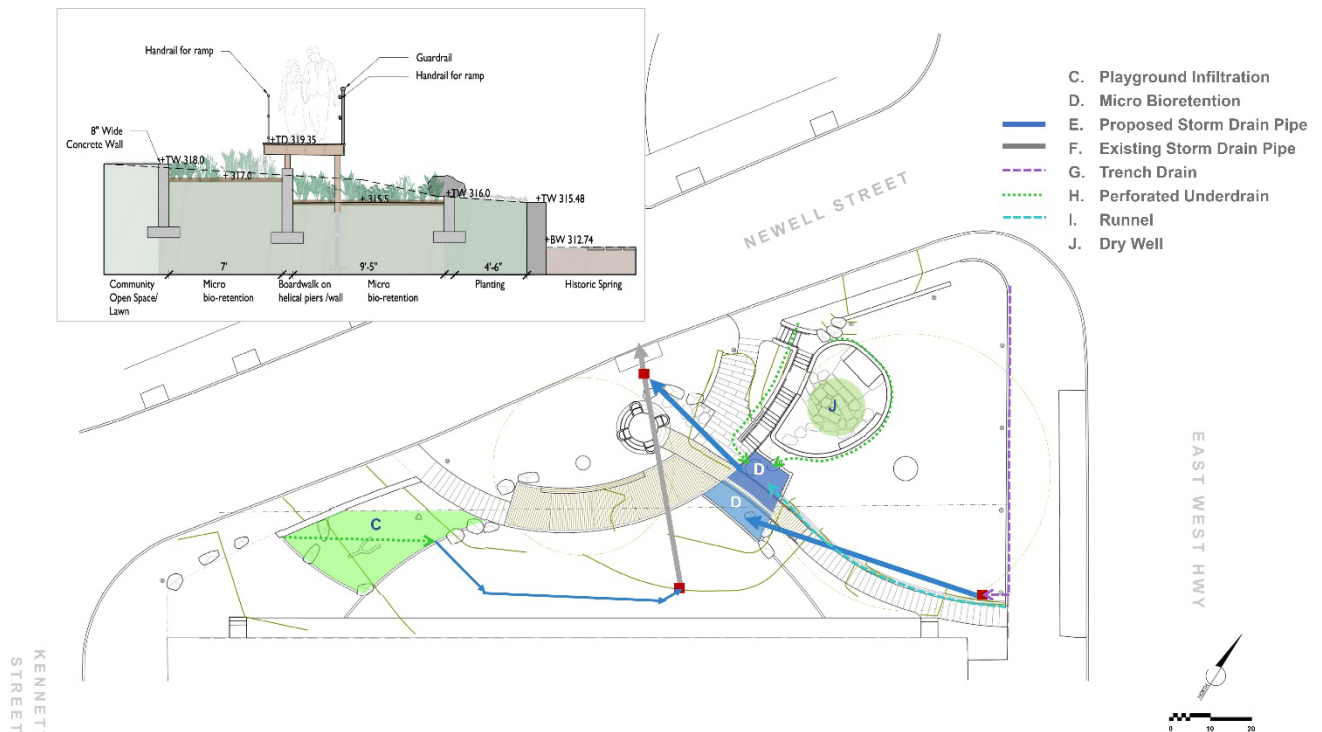 Handrail for ramp
Guardrail
Handrail for ramp
8" Wide
Concrete Wall
+TW 318.0
+TD 319.35
+ 317.0
+ 315.5
+TW 316.0
+TW 315.48
+BW 312.74
7'
9'-5"
4'-6"
Community
Open Space/
Lawn
Micro
bio-retention
Boardwalk on
helical piers /wall
Micro
bio-retention
Planting
Historic Spring
C. Playground Infiltration
D. Micro Bioretention
E. Proposed Storm Drain Pipe
F. Existing Storm Drain Pipe
G. Trench Drain
H. Perforated Underdrain
I. Runnel
J. Dry Well
NEWELL STREET
J
D
D
C
EAST WEST HWY
KENNET
STREET
NORTH
0 10 20